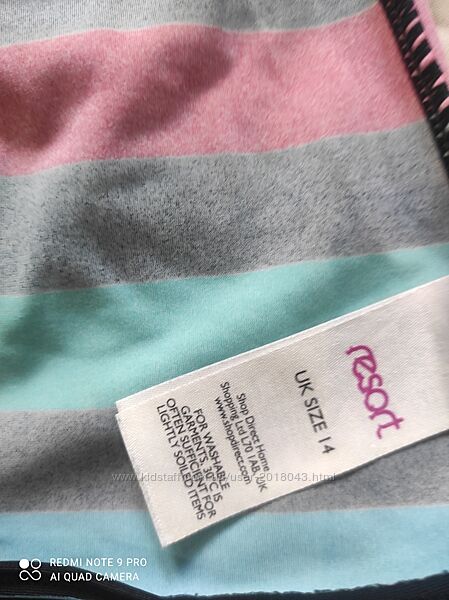 resort
UK SIZE 14
Shop Direct Home
Shopping Ltd L70 1AB, UK.
www.shopdirect.com
FOR WASHABLE
GARMENTS, 30°C IS
OFTEN SUFFICIENT FOR
LIGHTLY SOILED ITEMS
REDMI NOTE 9 PRO
AI QUAD CAMERA